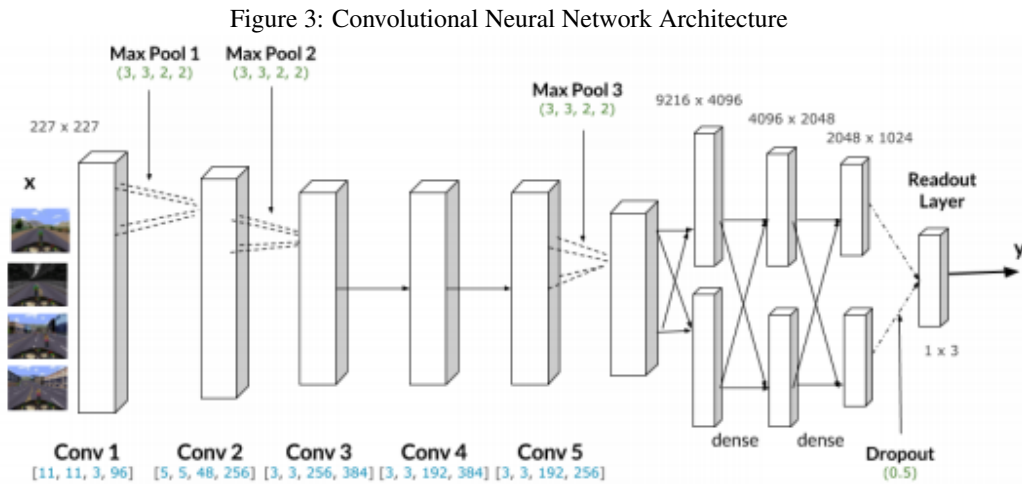 Figure 3: Convolutional Neural Network Architecture
Max Pool 1
(3, 3, 2, 2)
Max Pool 2
(3, 3, 2, 2)
Max Pool 3
(3, 3, 2, 2)
227 x 227
9216 x 4096
4096 x 2048
2048 x 1024
x
Readout
Layer
y
1 x 3
dense
dense
Dropout
(0.5)
Conv 1
[11, 11, 3, 96]
Conv 2
[5, 5, 48, 256]
Conv 3
[3, 3, 256, 384]
Conv 4
[3, 3, 192, 384]
Conv 5
[3, 3, 192, 256]